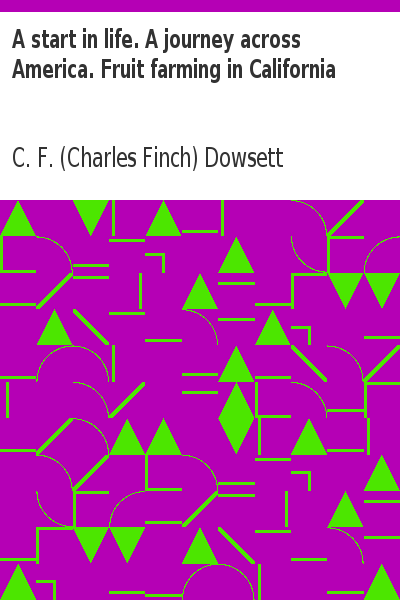 A start in life. A journey across
America. Fruit farming in California
C. F. (Charles Finch) Dowsett